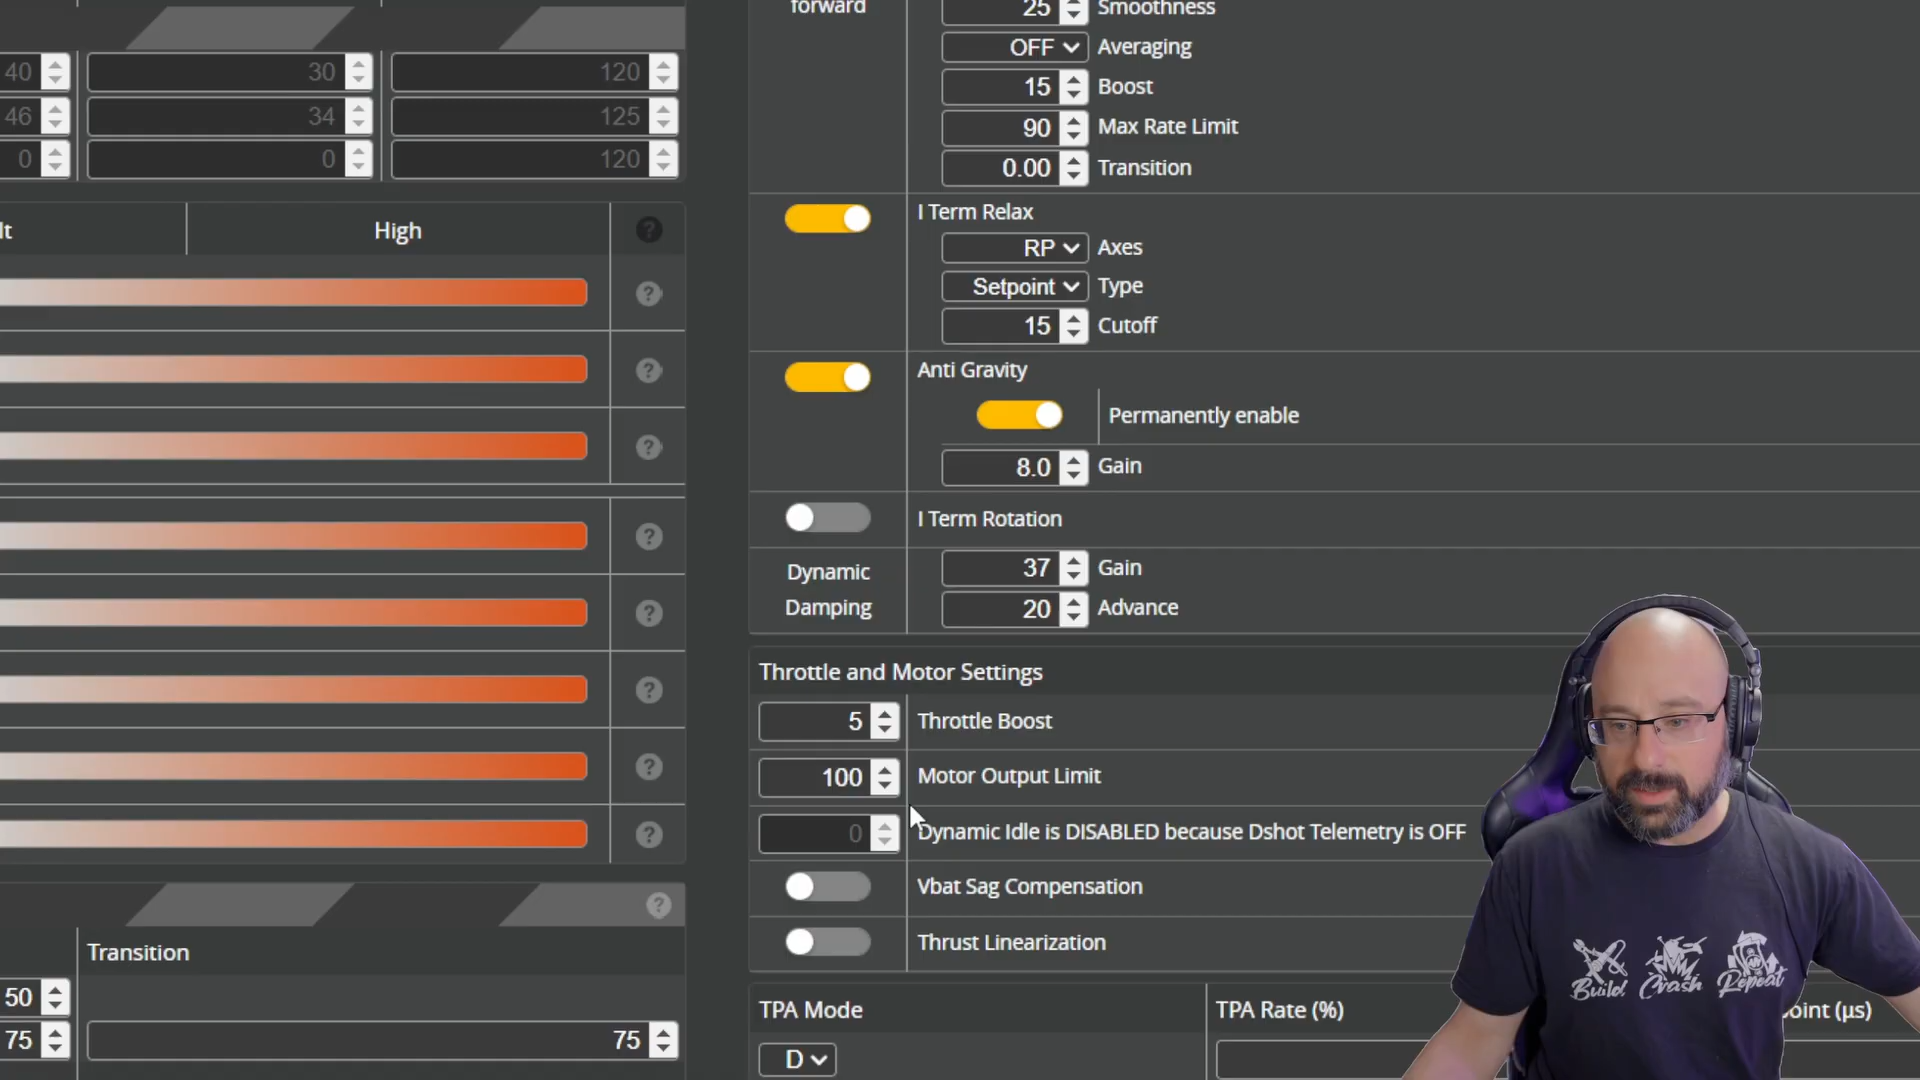 forward
25 Smoothness
OFF Averaging
40 30 120
15 Boost
46 34 125
90 Max Rate Limit
0 0 120
0.00 Transition
lt High
I Term Relax
RP Axes
Setpoint Type
15 Cutoff
Anti Gravity
Permanently enable
8.0 Gain
I Term Rotation
Dynamic
Damping
37 Gain
20 Advance
Throttle and Motor Settings
5 Throttle Boost
100 Motor Output Limit
0 Dynamic Idle is DISABLED because Dshot Telemetry is OFF
Vbat Sag Compensation
Thrust Linearization
Transition
50
75 75
TPA Mode TPA Rate (%) oint (µs)
D
Build Crash Repeat